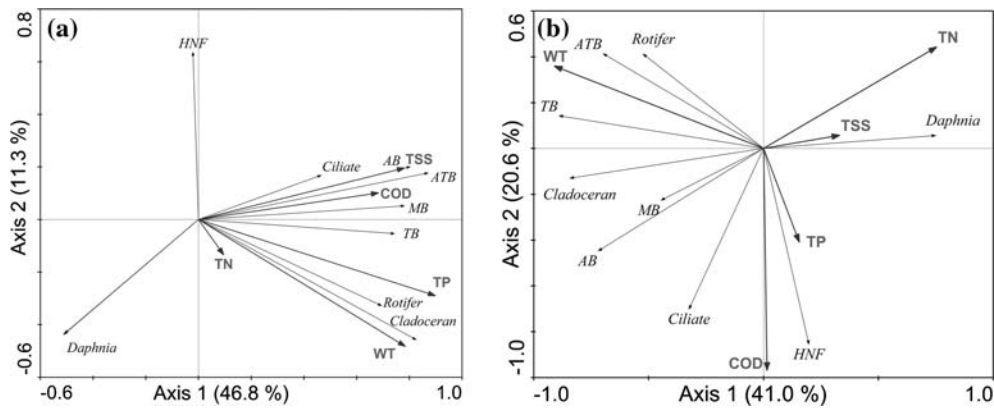 (a)
0.8
HNF
Ciliate
AB
TSS
ATB
COD
MB
TB
TN
TP
Rotifer
Cladoceran
WT
Daphnia
Axis 2 (11.3 %)
-0.6
-0.6
Axis 1 (46.8 %)
1.0
(b)
0.6
ATB
Rotifer
TN
WT
TB
TSS
Daphnia
Cladoceran
MB
AB
TP
Ciliate
COD
HNF
Axis 2 (20.6 %)
-1.0
-1.0
Axis 1 (41.0 %)
1.0